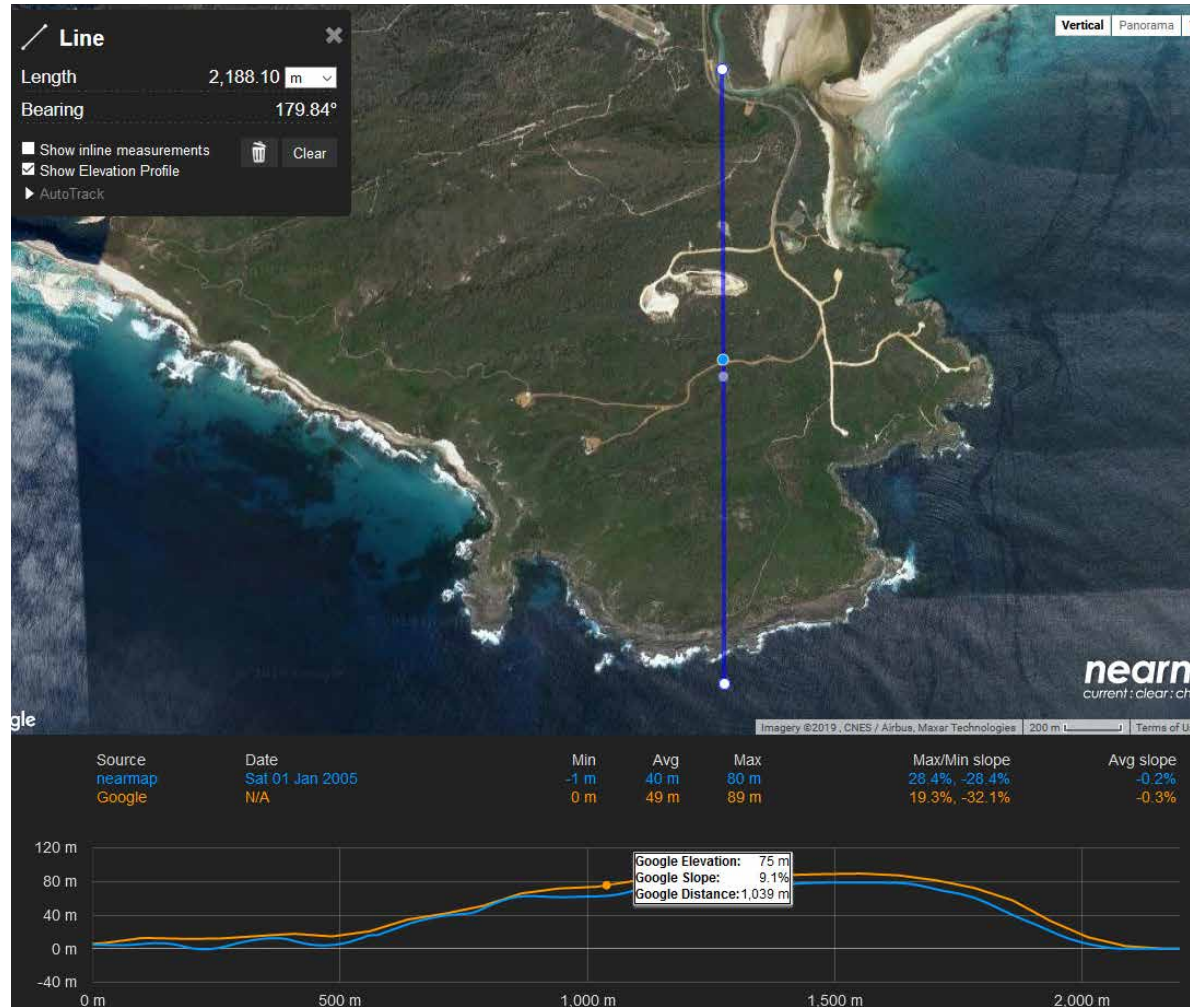 Line
Length 2,188.10 m
Bearing 179.84°
Show inline measurements
Show Elevation Profile
Clear
AutoTrack
Vertical Panorama
nearm
current : clear : ch
gle
Imagery ©2019 , CNES / Airbus, Maxar Technologies 200 m Terms of U
Source Date Min Avg Max Max/Min slope Avg slope
nearmap Sat 01 Jan 2005 -1 m 40 m 80 m 28.4%, -28.4% -0.2%
Google N/A 0 m 49 m 89 m 19.3%, -32.1% -0.3%
120 m
80 m
40 m
0 m
-40 m
Google Elevation: 75 m
Google Slope: 9.1%
Google Distance: 1,039 m
0 m 500 m 1,000 m 1,500 m 2,000 m